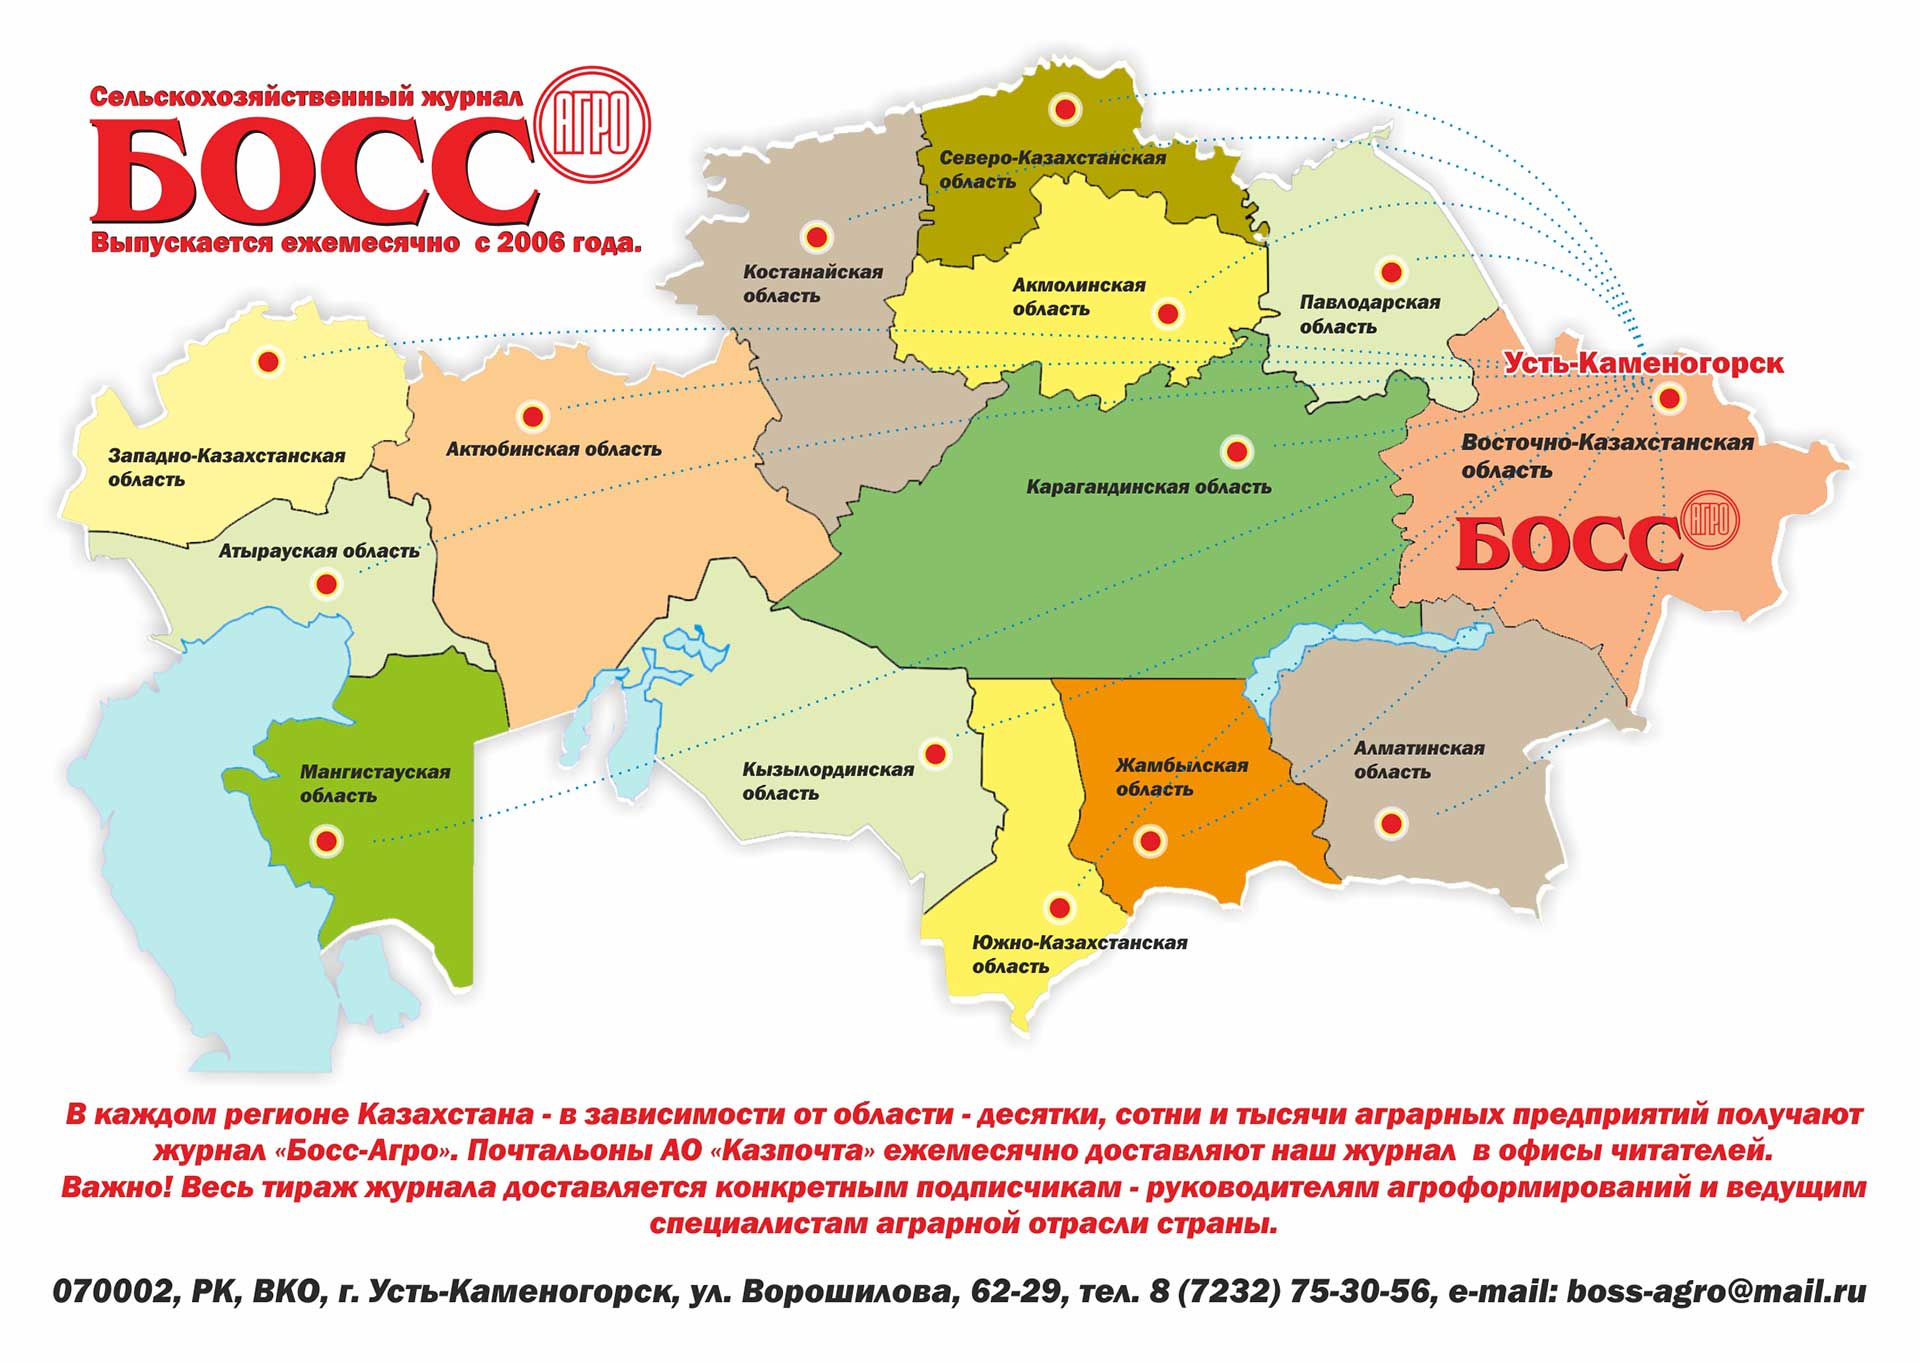 Сельскохозяйственный журнал
БОСС АГРО
Выпускается ежемесячно с 2006 года.
Северо-Казахстанская
область
Костанайская
область
Акмолинская
область
Павлодарская
область
Усть-Каменогорск
Восточно-Казахстанская
область
БОСС АГРО
Западно-Казахстанская
область
Актюбинская область
Карагандинская область
Атырауская область
Мангистауская
область
Кызылординская
область
Жамбылская
область
Алматинская
область
Южно-Казахстанская
область
В каждом регионе Казахстана - в зависимости от области - десятки, сотни и тысячи аграрных предприятий получают
журнал «Босс-Агро». Почтальоны АО «Казпочта» ежемесячно доставляют наш журнал в офисы читателей.
Важно! Весь тираж журнала доставляется конкретным подписчикам - руководителям агроформирований и ведущим
специалистам аграрной отрасли страны.
070002, РК, ВКО, г. Усть-Каменогорск, ул. Ворошилова, 62-29, тел. 8 (7232) 75-30-56, e-mail: boss-agro@mail.ru